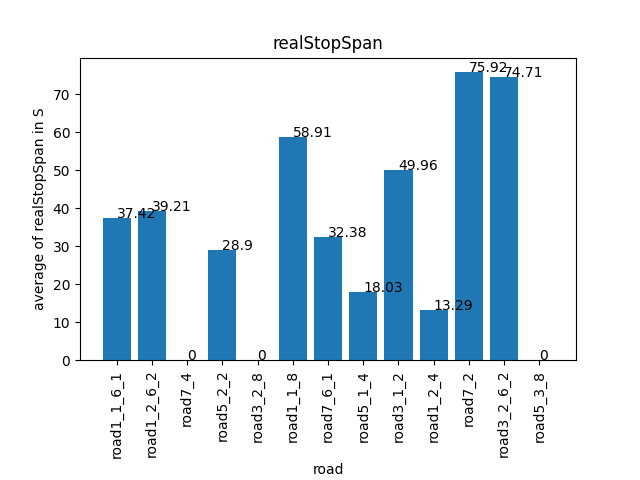 realStopSpan
average of realStopSpan in S
70
60
50
40
30
20
10
0
37.42
39.21
0
28.9
0
58.91
32.38
18.03
49.96
13.29
75.92
74.71
0
road1_1_6_1
road1_2_6_2
road7_4
road5_2_2
road3_2_8
road1_1_8
road7_6_1
road5_1_4
road3_1_2
road1_2_4
road7_2
road3_2_6_2
road5_3_8
road